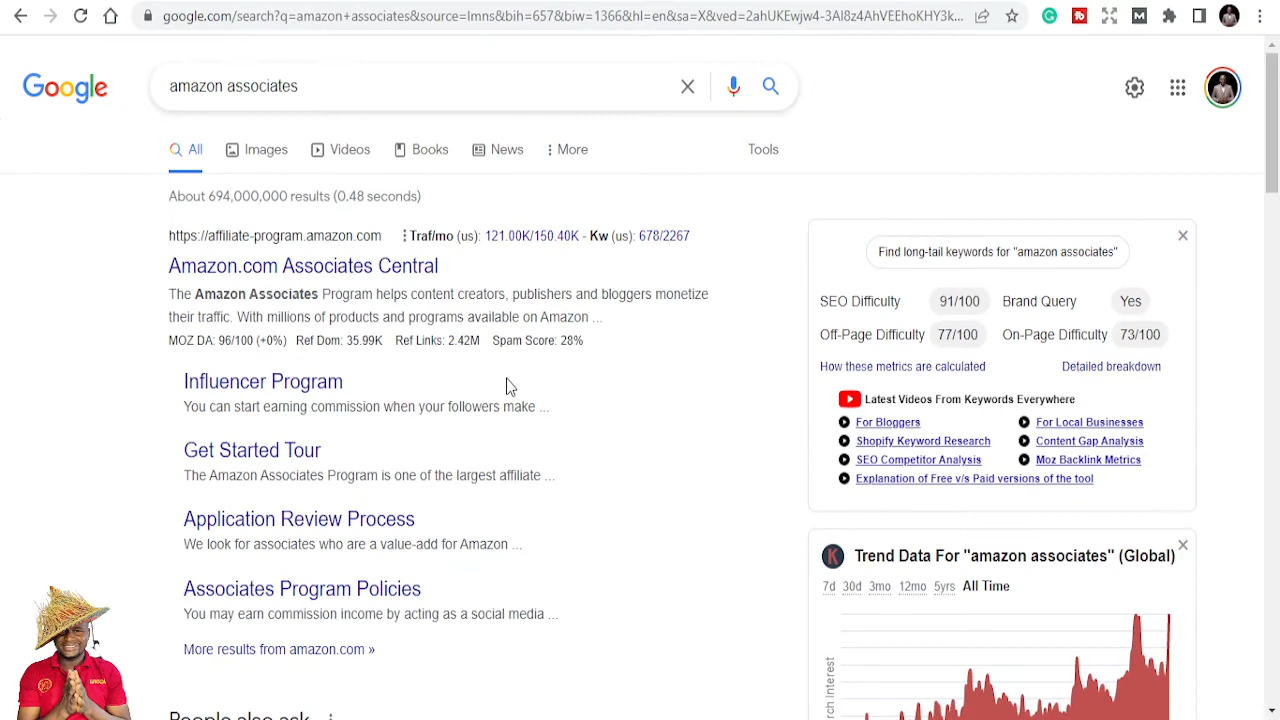 google.com/search?q=amazon+associates&source=lmns&bih=657&biw=1366&hl=en&sa=X&ved=2ahUKEwjw4-3Al8z4AhVEEhoKHY3k...
Google
amazon associates
All Images Videos Books News More Tools
About 694,000,000 results (0.48 seconds)
https://affiliate-program.amazon.com Traf/mo (us): 121.00K/150.40K - Kw (us): 678/2267
Amazon.com Associates Central
The Amazon Associates Program helps content creators, publishers and bloggers monetize
their traffic. With millions of products and programs available on Amazon ...
MOZ DA: 96/100 (+0%) Ref Dom: 35.99K Ref Links: 2.42M Spam Score: 28%
Influencer Program
You can start earning commission when your followers make ...
Get Started Tour
The Amazon Associates Program is one of the largest affiliate ...
Application Review Process
We look for associates who are a value-add for Amazon ...
Associates Program Policies
You may earn commission income by acting as a social media ...
More results from amazon.com »
People also ask
Find long-tail keywords for "amazon associates"
SEO Difficulty 91/100 Brand Query Yes
Off-Page Difficulty 77/100 On-Page Difficulty 73/100
How these metrics are calculated Detailed breakdown
Latest Videos From Keywords Everywhere
For Bloggers For Local Businesses
Shopify Keyword Research Content Gap Analysis
SEO Competitor Analysis Moz Backlink Metrics
Explanation of Free v/s Paid versions of the tool
K Trend Data For "amazon associates" (Global)
7d 30d 3mo 12mo 5yrs All Time
Interest